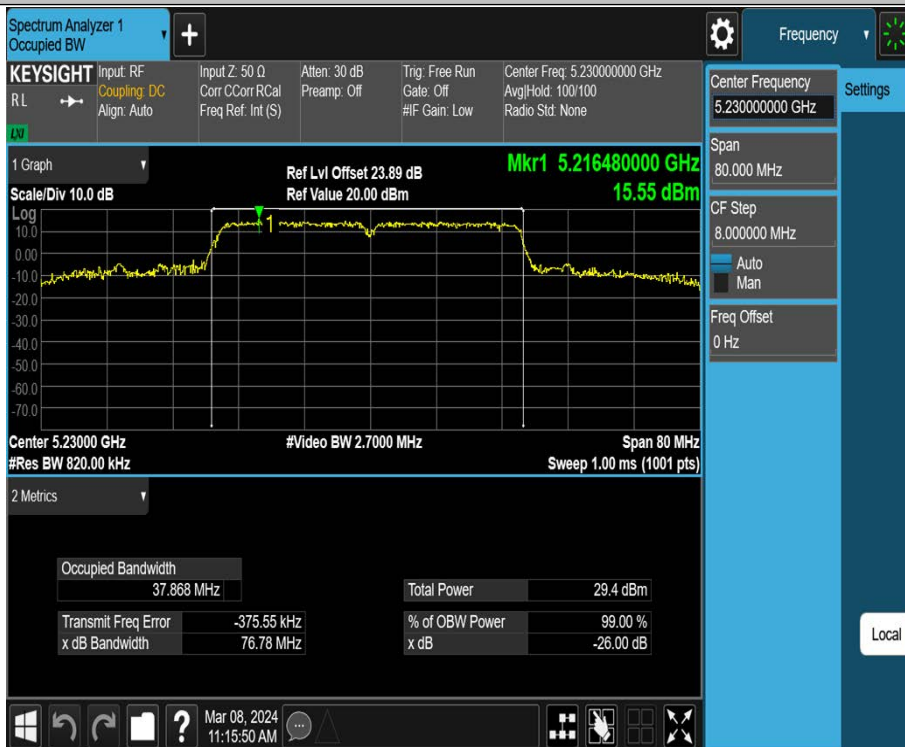 Spectrum Analyzer 1
Occupied BW
+
Frequency
KEYSIGHT
R L
LXI
Input: RF
Coupling: DC
Align: Auto
Input Z: 50 Ω
Corr CCorr RCal
Freq Ref: Int (S)
Atten: 30 dB
Preamp: Off
Trig: Free Run
Gate: Off
#IF Gain: Low
Center Freq: 5.230000000 GHz
Avg|Hold: 100/100
Radio Std: None
Center Frequency
5.230000000 GHz
Settings
Span
80.000 MHz
CF Step
8.000000 MHz
Auto
Man
Freq Offset
0 Hz
1 Graph
Scale/Div 10.0 dB
Ref Lvl Offset 23.89 dB
Ref Value 20.00 dBm
Mkr1 5.216480000 GHz
15.55 dBm
Log
10.0
0.00
-10.0
-20.0
-30.0
-40.0
-50.0
-60.0
-70.0
1
Center 5.23000 GHz
#Res BW 820.00 kHz
#Video BW 2.7000 MHz
Span 80 MHz
Sweep 1.00 ms (1001 pts)
2 Metrics
Occupied Bandwidth
37.868 MHz
Total Power 29.4 dBm
Transmit Freq Error -375.55 kHz
% of OBW Power 99.00 %
x dB Bandwidth 76.78 MHz
x dB -26.00 dB
Local
?
Mar 08, 2024
11:15:50 AM